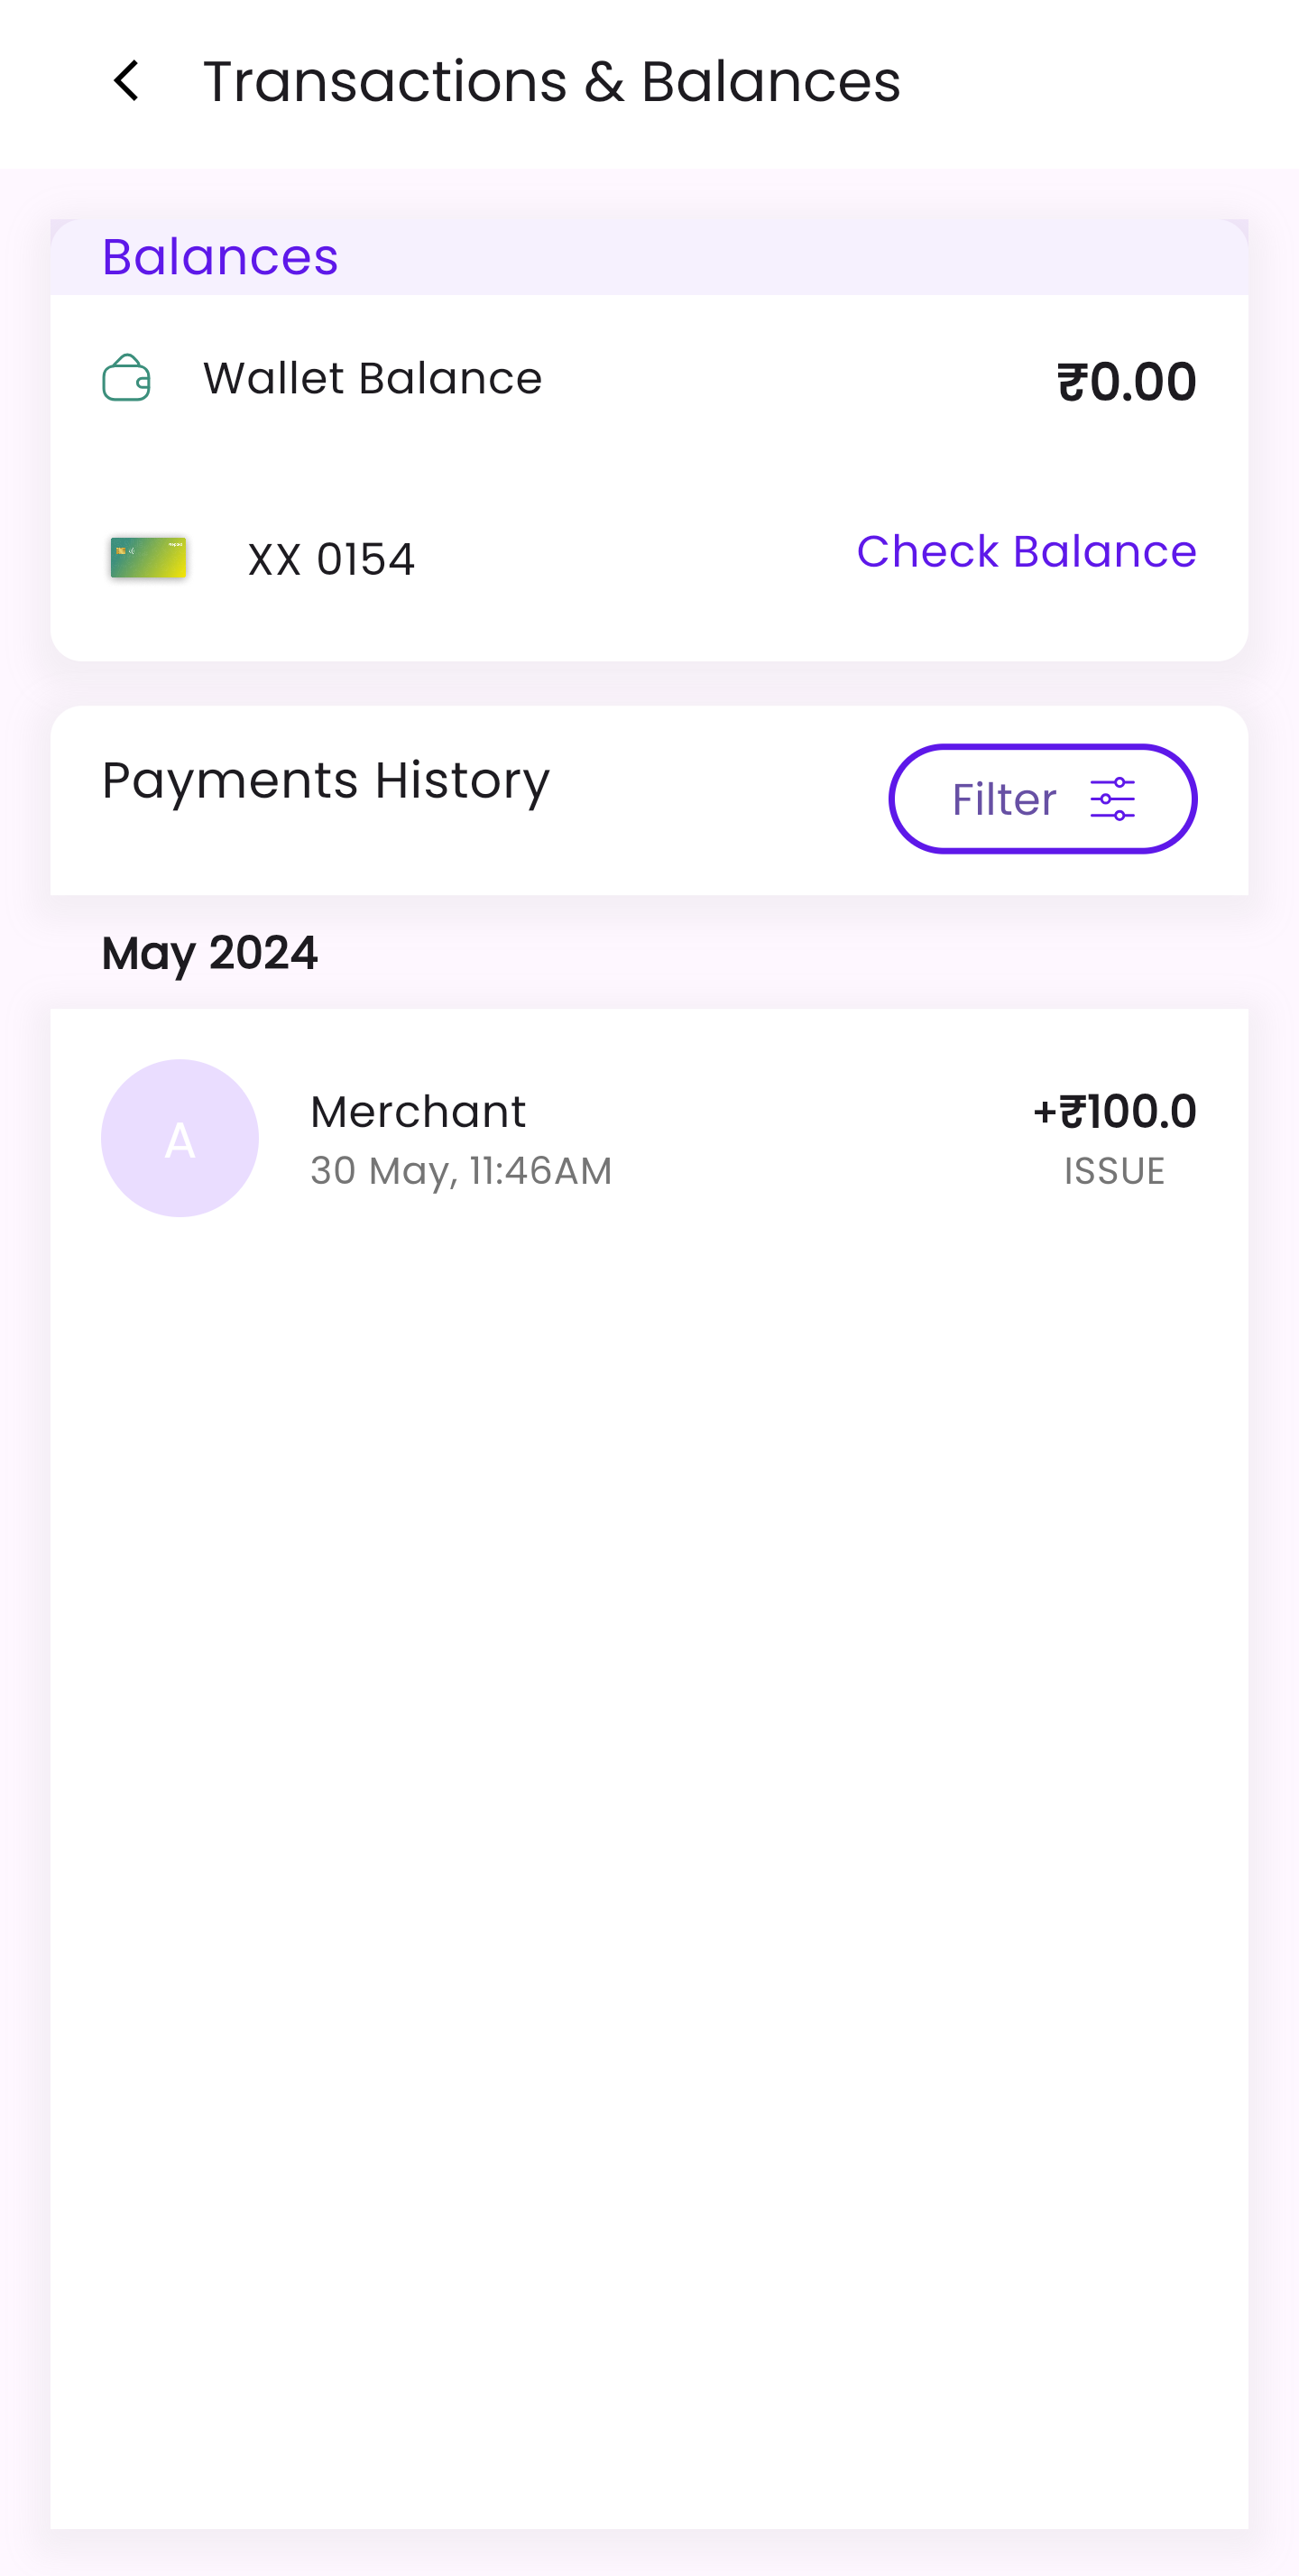 Transactions & Balances
Balances
Wallet Balance
₹0.00
XX 0154
Check Balance
Payments History
Filter
May 2024
A
Merchant
+₹100.0
30 May, 11:46AM
ISSUE